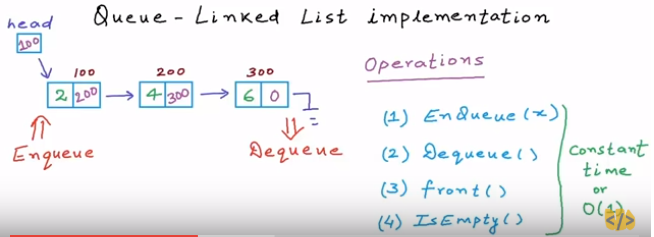 Queue - Linked List implementation
head
100
100 200 300
2 200 4 300 6 0
Enqueue
Dequeue
Operations
(1) EnQueue(x)
(2) Dequeue()
(3) front()
(4) IsEmpty()
Constant
time
or
O(1)
</>